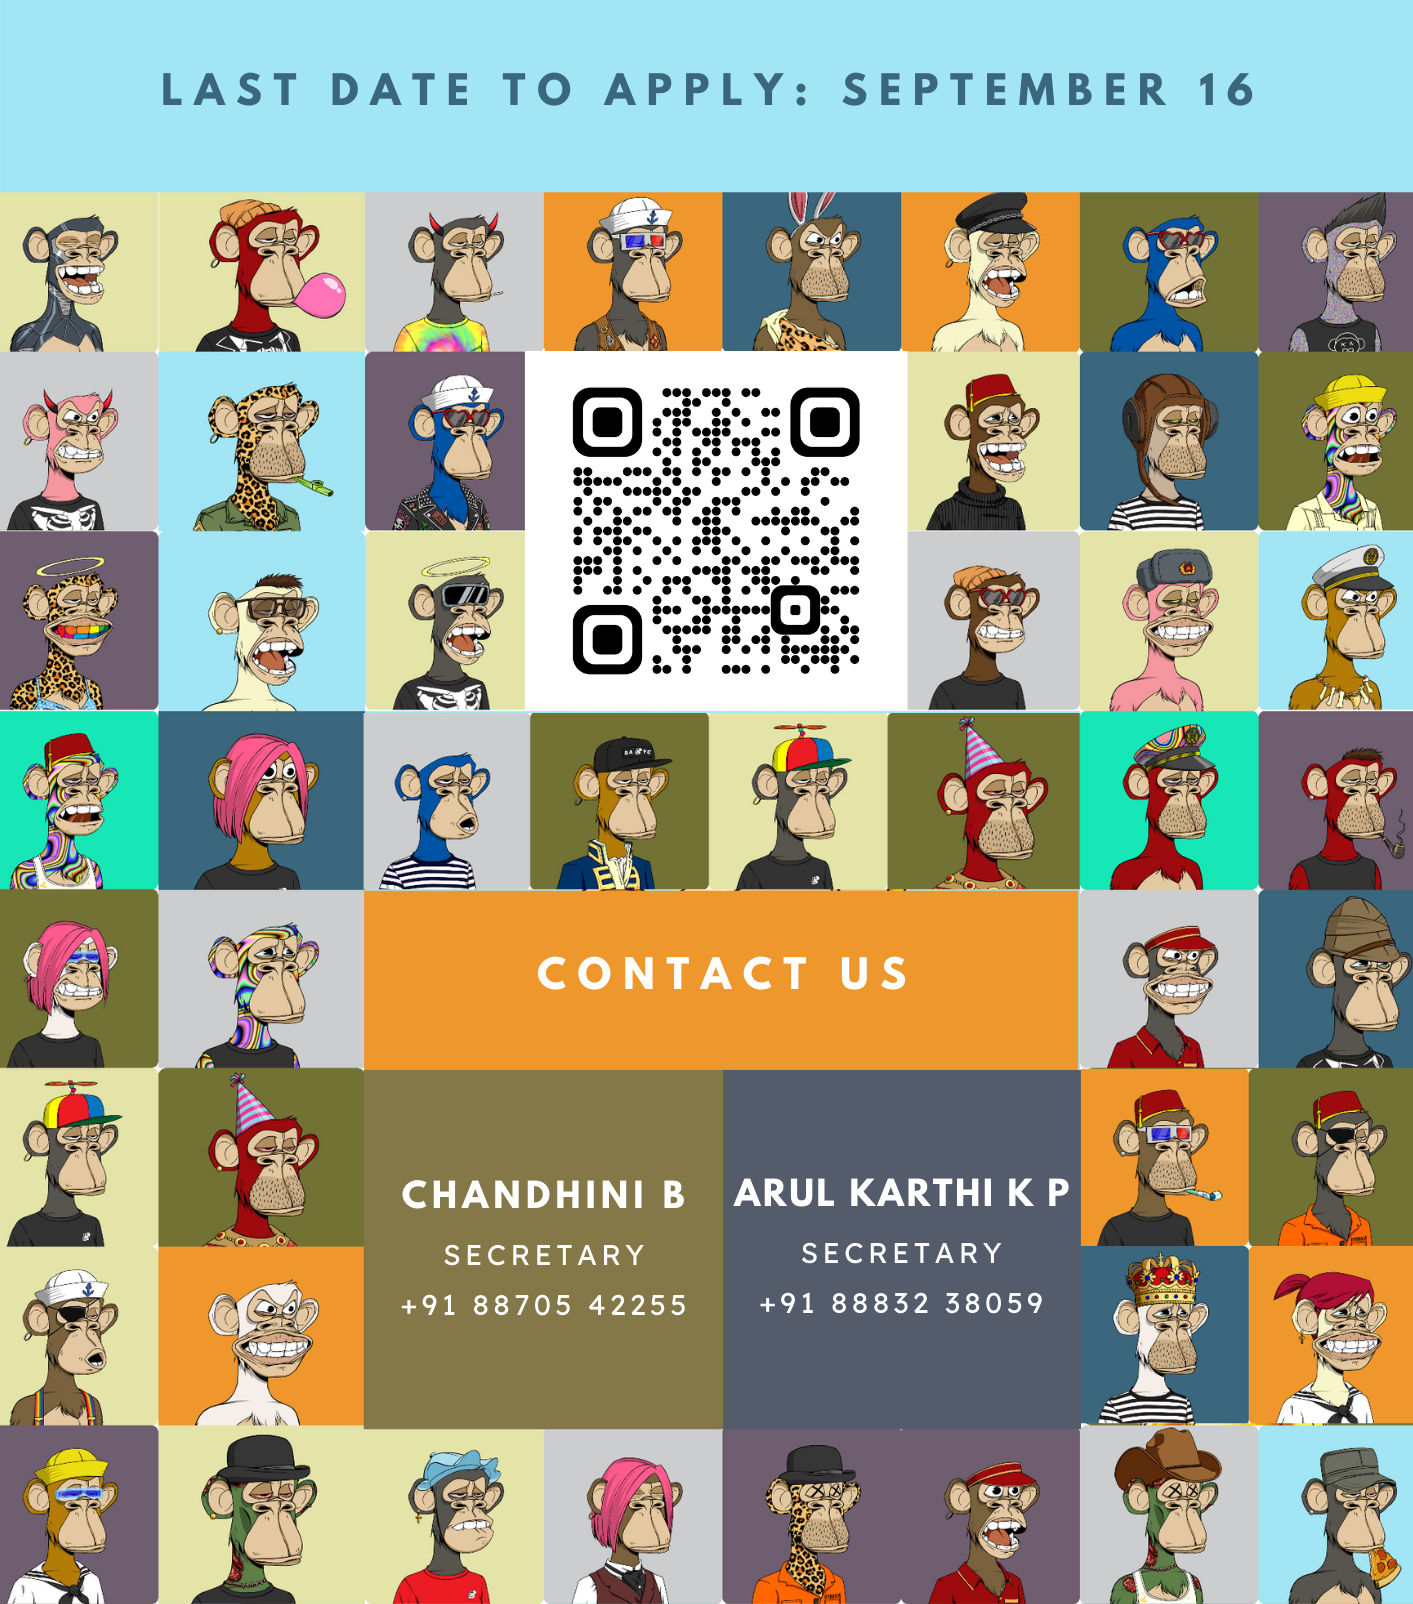 LAST DATE TO APPLY: SEPTEMBER 16
BAYC
CONTACT US
CHANDHINI B
SECRETARY
+91 88705 42255
ARUL KARTHI K P
SECRETARY
+91 88832 38059